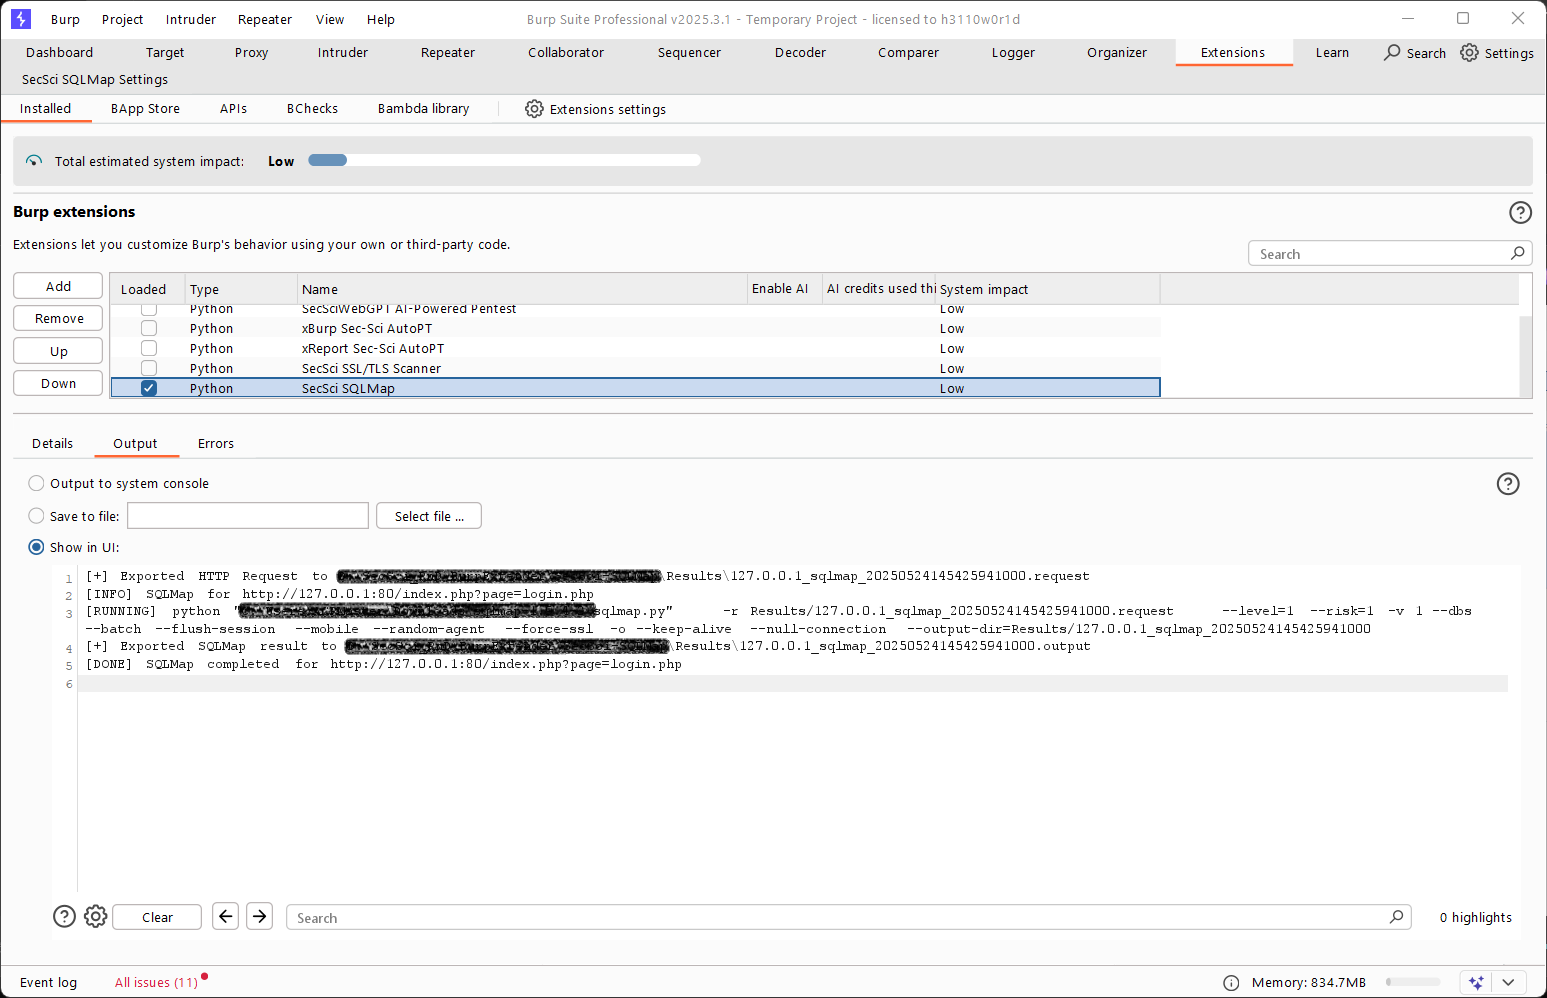 Burp Project Intruder Repeater View Help Burp Suite Professional v2025.3.1 - Temporary Project - licensed to h3110w0r1d
Dashboard Target Proxy Intruder Repeater Collaborator Sequencer Decoder Comparer Logger Organizer Extensions Learn Search Settings
SecSci SQLMap Settings
Installed BApp Store APIs BChecks Bambda library Extensions settings
Total estimated system impact: Low
Burp extensions
Extensions let you customize Burp's behavior using your own or third-party code.
Search
Add
Remove
Up
Down
Loaded Type Name Enable AI AI credits used thi System impact
Python SecSciWebGPT AI-Powered Pentest Low
Python xBurp Sec-Sci AutoPT Low
Python xReport Sec-Sci AutoPT Low
Python SecSci SSL/TLS Scanner Low
Python SecSci SQLMap Low
Details Output Errors
Output to system console
Save to file: Select file ...
Show in UI:
1 [+] Exported HTTP Request to \Results\127.0.0.1_sqlmap_20250524145425941000.request
2 [INFO] SQLMap for http://127.0.0.1:80/index.php?page=login.php
3 [RUNNING] python "sqlmap.py" -r Results/127.0.0.1_sqlmap_20250524145425941000.request --level=1 --risk=1 -v 1 --dbs
--batch --flush-session --mobile --random-agent --force-ssl -o --keep-alive --null-connection --output-dir=Results/127.0.0.1_sqlmap_20250524145425941000
4 [+] Exported SQLMap result to \Results\127.0.0.1_sqlmap_20250524145425941000.output
5 [DONE] SQLMap completed for http://127.0.0.1:80/index.php?page=login.php
6
Clear Search 0 highlights
Event log All issues (11) Memory: 834.7MB